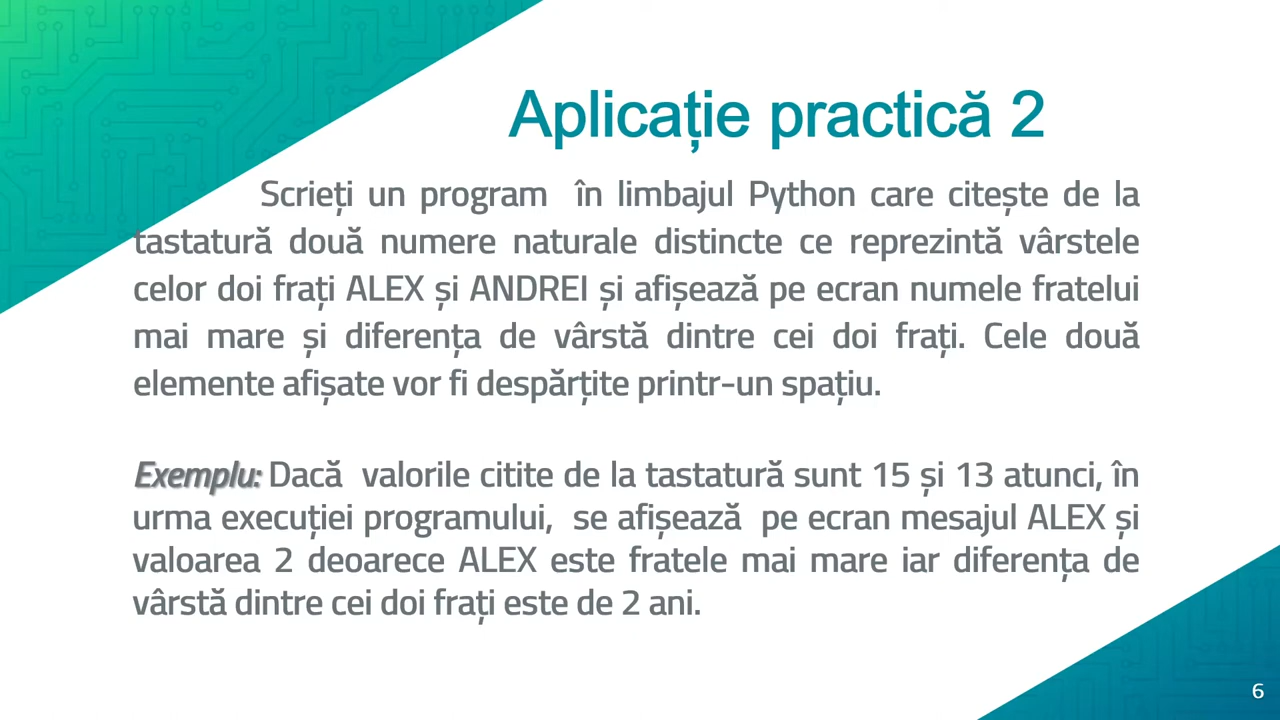 Aplicație practică 2
Scrieți un program în limbajul Python care citește de la
tastatură două numere naturale distincte ce reprezintă vârstele
celor doi frați ALEX și ANDREI și afișează pe ecran numele fratelui
mai mare și diferența de vârstă dintre cei doi frați. Cele două
elemente afișate vor fi despărțite printr-un spațiu.
Exemplu: Dacă valorile citite de la tastatură sunt 15 și 13 atunci, în
urma execuției programului, se afișează pe ecran mesajul ALEX și
valoarea 2 deoarece ALEX este fratele mai mare iar diferența de
vârstă dintre cei doi frați este de 2 ani.
6